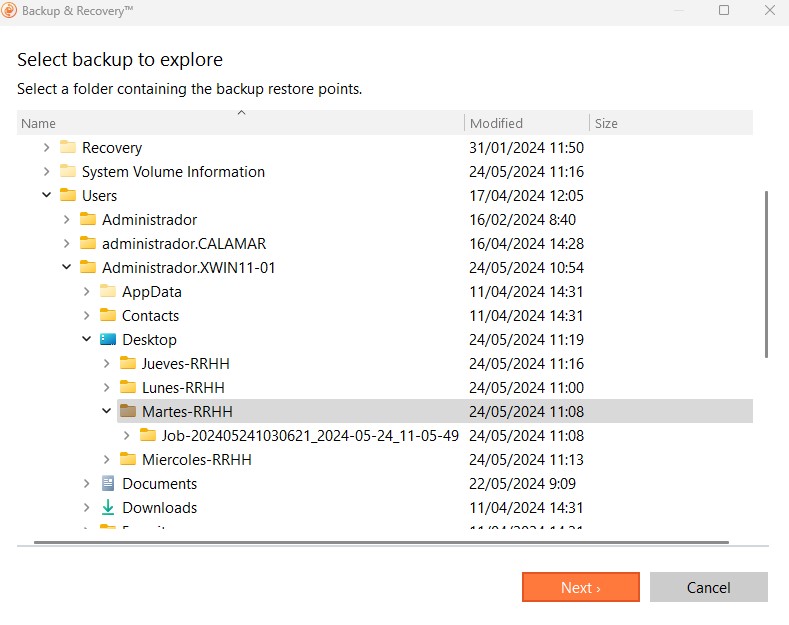 Backup & Recovery™
Select backup to explore
Select a folder containing the backup restore points.
Name Modified Size
Recovery 31/01/2024 11:50
System Volume Information 24/05/2024 11:16
Users 17/04/2024 12:05
Administrador 16/02/2024 8:40
administrador.CALAMAR 16/04/2024 14:28
Administrador.XWIN11-01 24/05/2024 10:54
AppData 11/04/2024 14:31
Contacts 11/04/2024 14:31
Desktop 24/05/2024 11:19
Jueves-RRHH 24/05/2024 11:16
Lunes-RRHH 24/05/2024 11:00
Martes-RRHH 24/05/2024 11:08
Job-202405241030621_2024-05-24_11-05-49 24/05/2024 11:08
Miercoles-RRHH 24/05/2024 11:13
Documents 22/05/2024 9:09
Downloads 11/04/2024 14:31
Next ›
Cancel